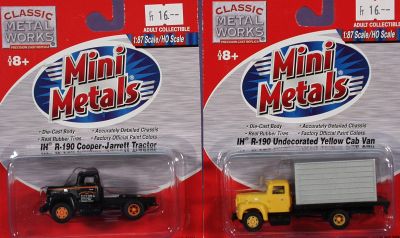 CLASSIC
METAL
WORKS
PRECISION CAST REPLICAS
Fr 16.--
ADULT COLLECTIBLE
1:87 Scale/HO Scale
8+
Mini
Metals
•Die-Cast Body
•Accurately Detailed Chassis
•Real Rubber Tires
•Factory Official Paint Colors
IH R-190 Cooper-Jarrett Tractor
CLASSIC
METAL
WORKS
PRECISION CAST REPLICAS
Fr 16.--
ADULT COLLECTIBLE
1:87 Scale/HO Scale
8+
Mini
Metals
•Die-Cast Body
•Accurately Detailed Chassis
•Real Rubber Tires
•Factory Official Paint Colors
IH R-190 Undecorated Yellow Cab Van